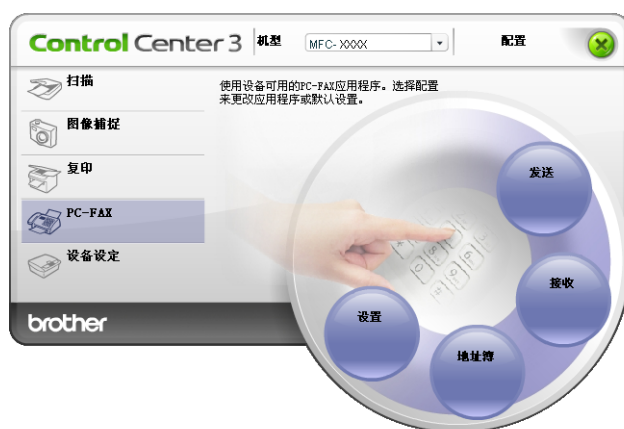 Control Center 3
机型
MFC-XXXX
配置
扫描
图像捕捉
复印
PC-FAX
设备设定
brother
使用设备可用的PC-FAX应用程序。选择配置
来更改应用程序或默认设置。
发送
接收
地址簿
设置